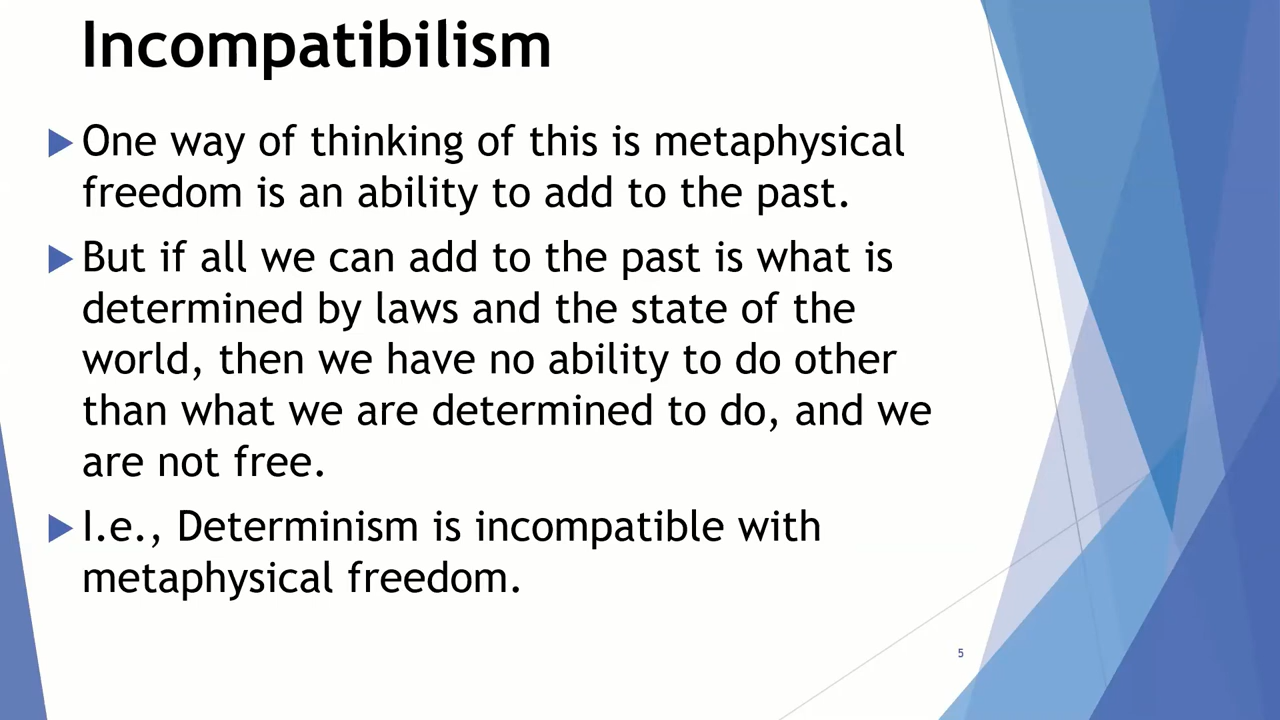 Incompatibilism
One way of thinking of this is metaphysical
freedom is an ability to add to the past.
But if all we can add to the past is what is
determined by laws and the state of the
world, then we have no ability to do other
than what we are determined to do, and we
are not free.
I.e., Determinism is incompatible with
metaphysical freedom.
5